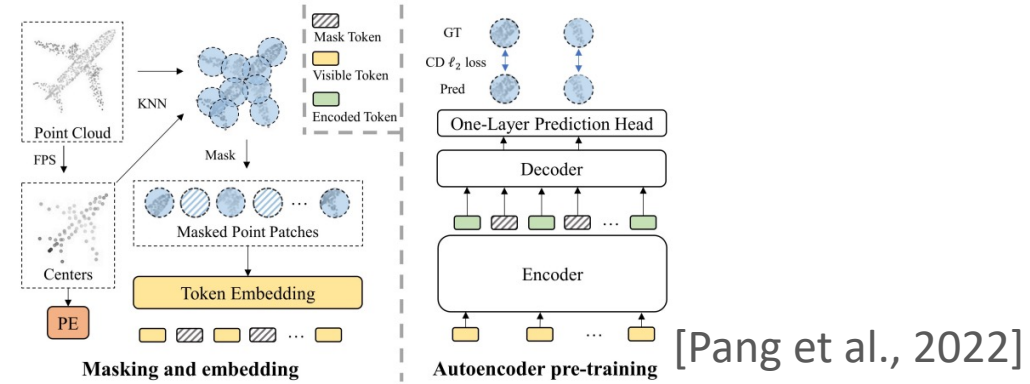 Point Cloud
FPS
Centers
PE
KNN
Mask
... 
Masked Point Patches
Token Embedding
...
Masking and embedding
Mask Token
Visible Token
Encoded Token
GT
CD ℓ₂ loss
Pred
One-Layer Prediction Head
Decoder
...
Encoder
...
Autoencoder pre-training
[Pang et al., 2022]